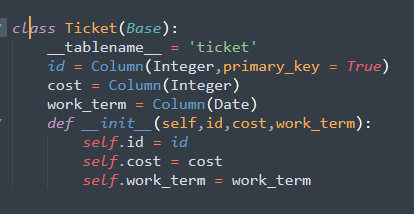 class Ticket(Base):
    __tablename__ = 'ticket'
    id = Column(Integer,primary_key = True)
    cost = Column(Integer)
    work_term = Column(Date)
    def __init__(self,id,cost,work_term):
        self.id = id
        self.cost = cost
        self.work_term = work_term